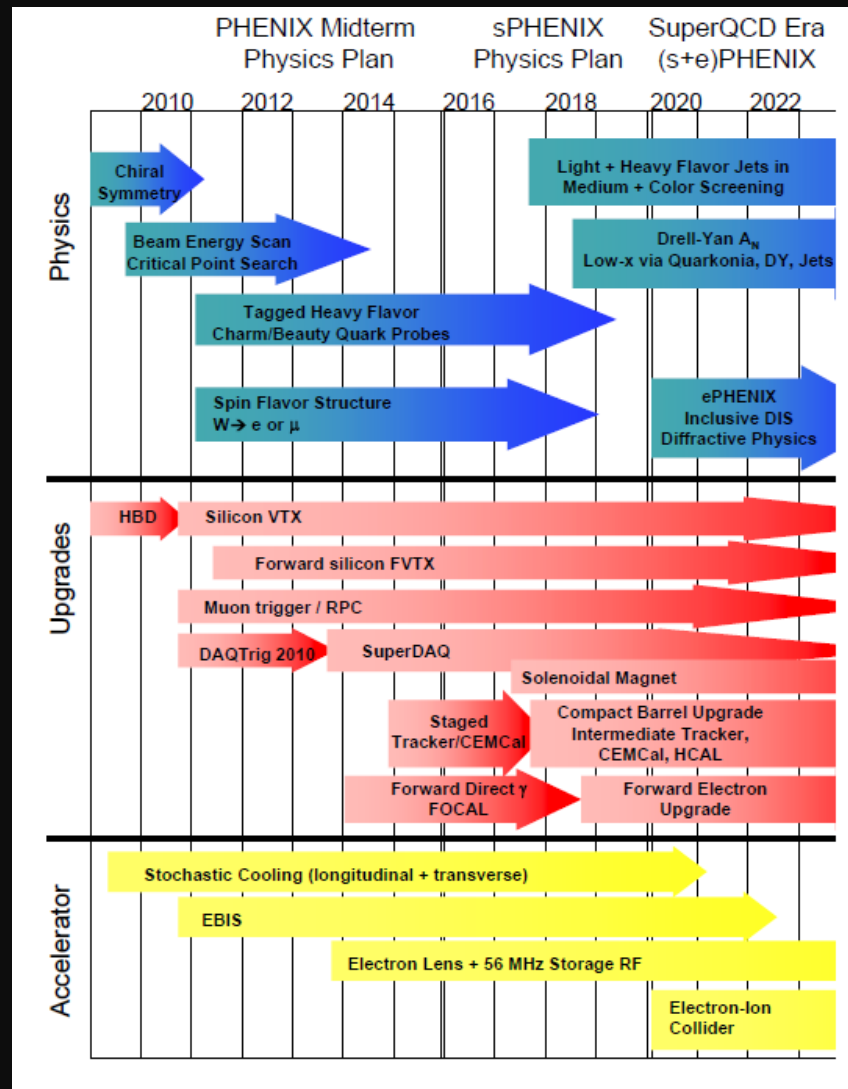 PHENIX Midterm
Physics Plan
sPHENIX
Physics Plan
SuperQCD Era
(s+e)PHENIX
2010
2012
2014
2016
2018
2020
2022
Physics
Chiral
Symmetry
Light + Heavy Flavor Jets in
Medium + Color Screening
Beam Energy Scan
Critical Point Search
Drell-Yan A_N
Low-x via Quarkonia, DY, Jets
Tagged Heavy Flavor
Charm/Beauty Quark Probes
Spin Flavor Structure
W→ e or μ
ePHENIX
Inclusive DIS
Diffractive Physics
Upgrades
HBD
Silicon VTX
Forward silicon FVTX
Muon trigger / RPC
DAQTrig 2010
SuperDAQ
Solenoidal Magnet
Staged
Tracker/CEMCal
Compact Barrel Upgrade
Intermediate Tracker,
CEMCal, HCAL
Forward Direct γ
FOCAL
Forward Electron
Upgrade
Accelerator
Stochastic Cooling (longitudinal + transverse)
EBIS
Electron Lens + 56 MHz Storage RF
Electron-Ion
Collider